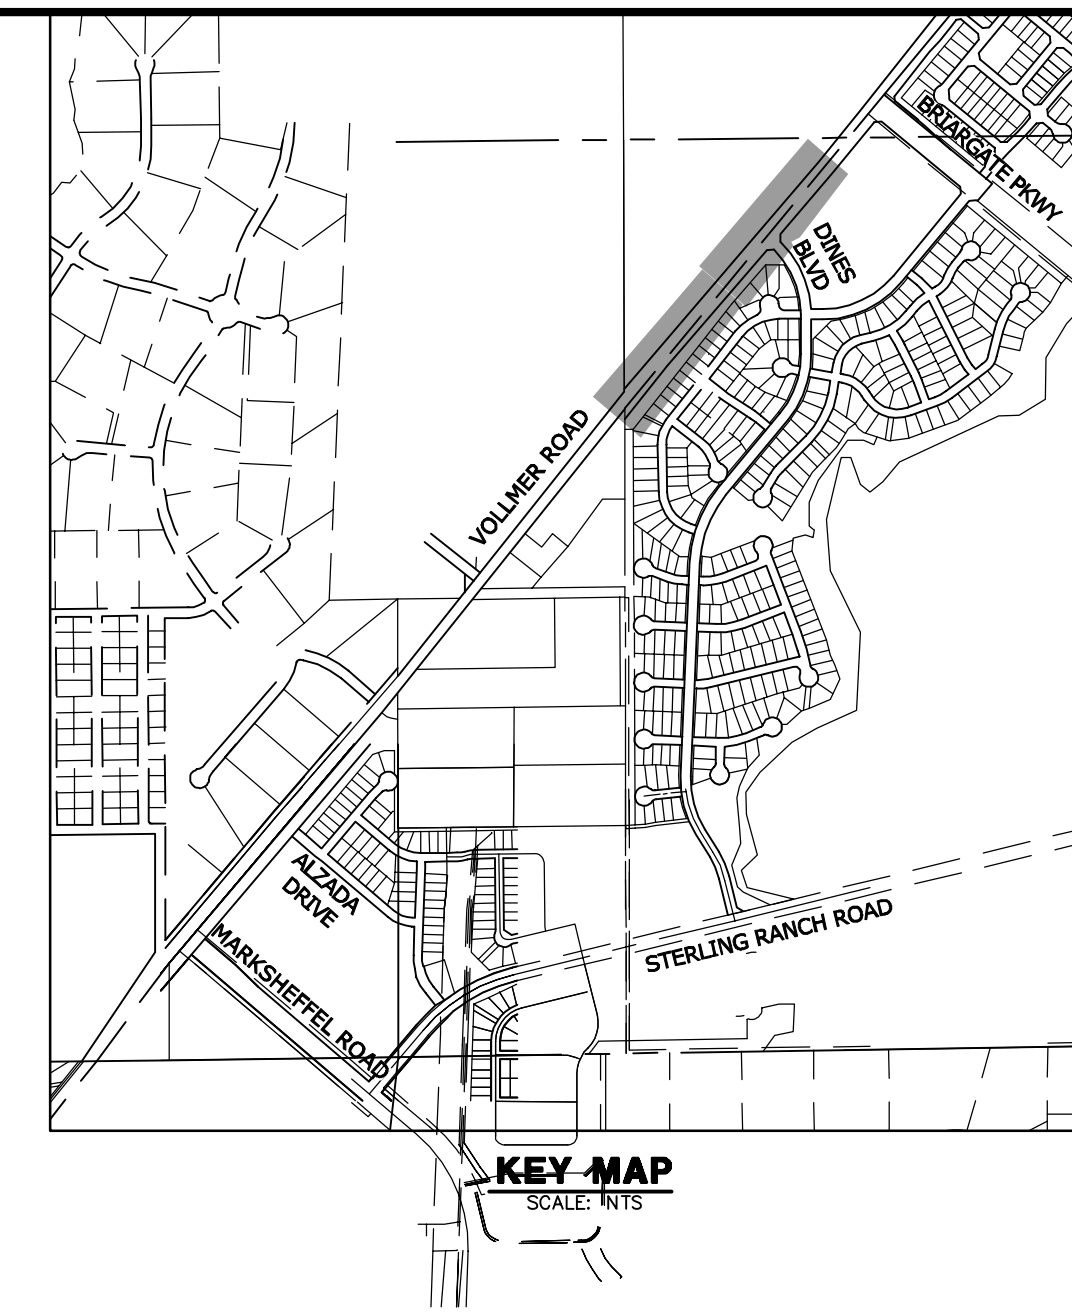 BRIARGATE PKWY
DINES
BLVD
VOLLMER ROAD
ALZADA
DRIVE
STERLING RANCH ROAD
MARKSHEFFEL ROAD
KEY MAP
SCALE: NTS